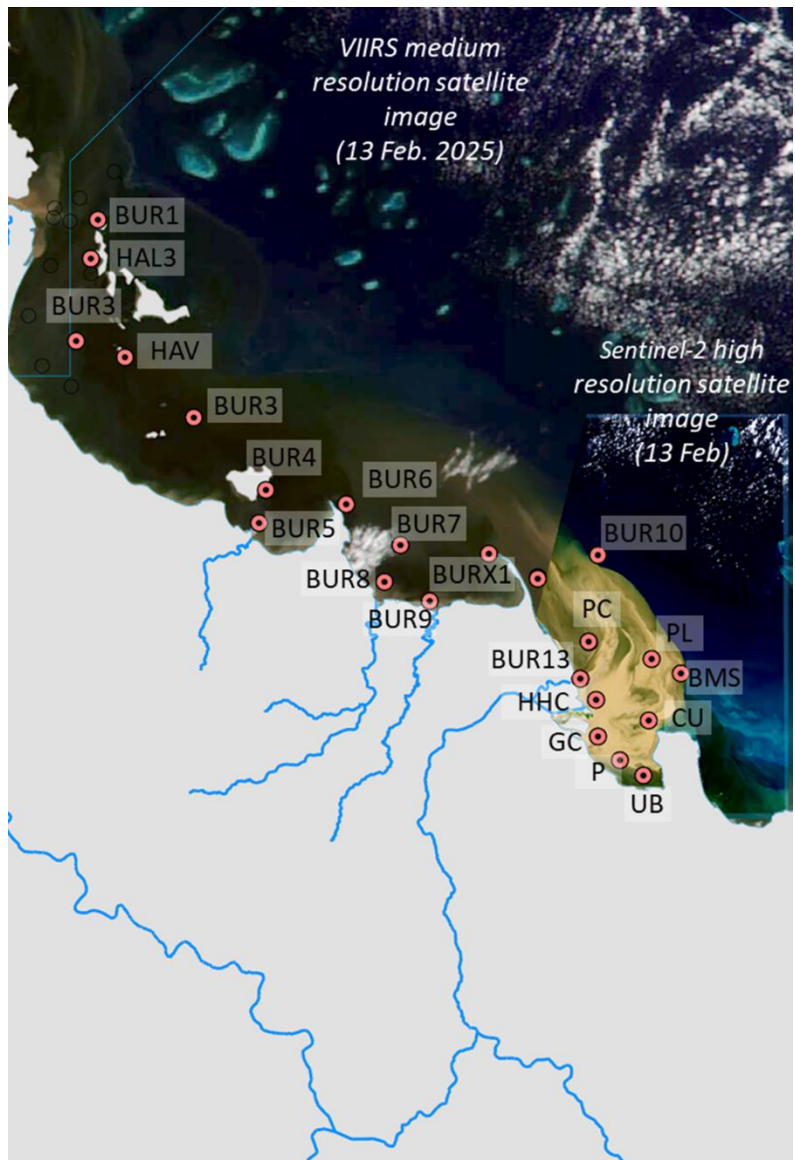 VIIRS medium
resolution satellite
image
(13 Feb. 2025)
BUR1
HAL3
BUR3
HAV
Sentinel-2 high
resolution satellite
image
(13 Feb)
BUR3
BUR4
BUR6
BUR5
BUR7
BUR10
BUR8
BURX1
BUR9
PC
PL
BUR13
BMS
HHC
CU
GC
P
UB